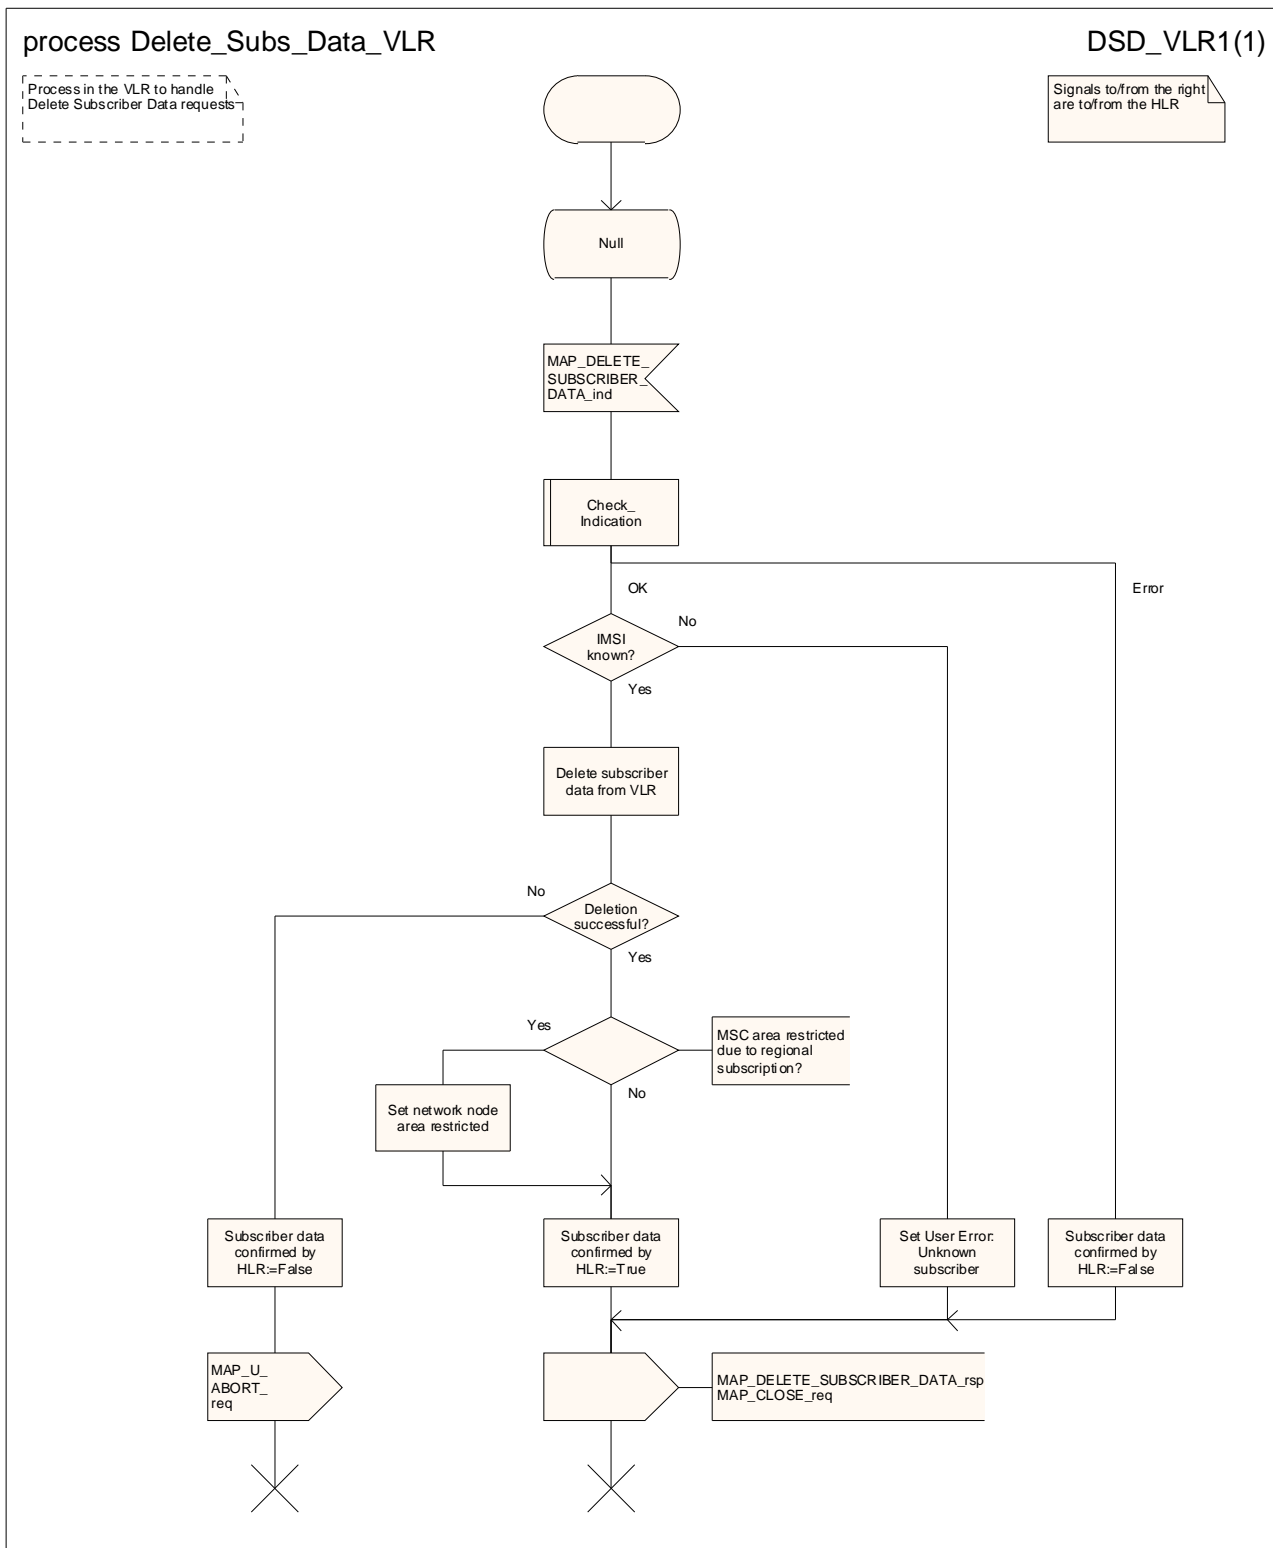 process Delete_Subs_Data_VLR
DSD_VLR1(1)
Process in the VLR to handle
Delete Subscriber Data requests
Signals to/from the right
are to/from the HLR
Null
MAP_DELETE_
SUBSCRIBER_
DATA_ind
Check_
Indication
OK
Error
IMSI
known?
No
Yes
Delete subscriber
data from VLR
No
Deletion
successful?
Yes
Yes
MSC area restricted
due to regional
subscription?
No
Set network node
area restricted
Subscriber data
confirmed by
HLR:=False
Subscriber data
confirmed by
HLR:=True
Set User Error:
Unknown
subscriber
Subscriber data
confirmed by
HLR:=False
MAP_U_
ABORT_
req
MAP_DELETE_SUBSCRIBER_DATA_rsp
MAP_CLOSE_req